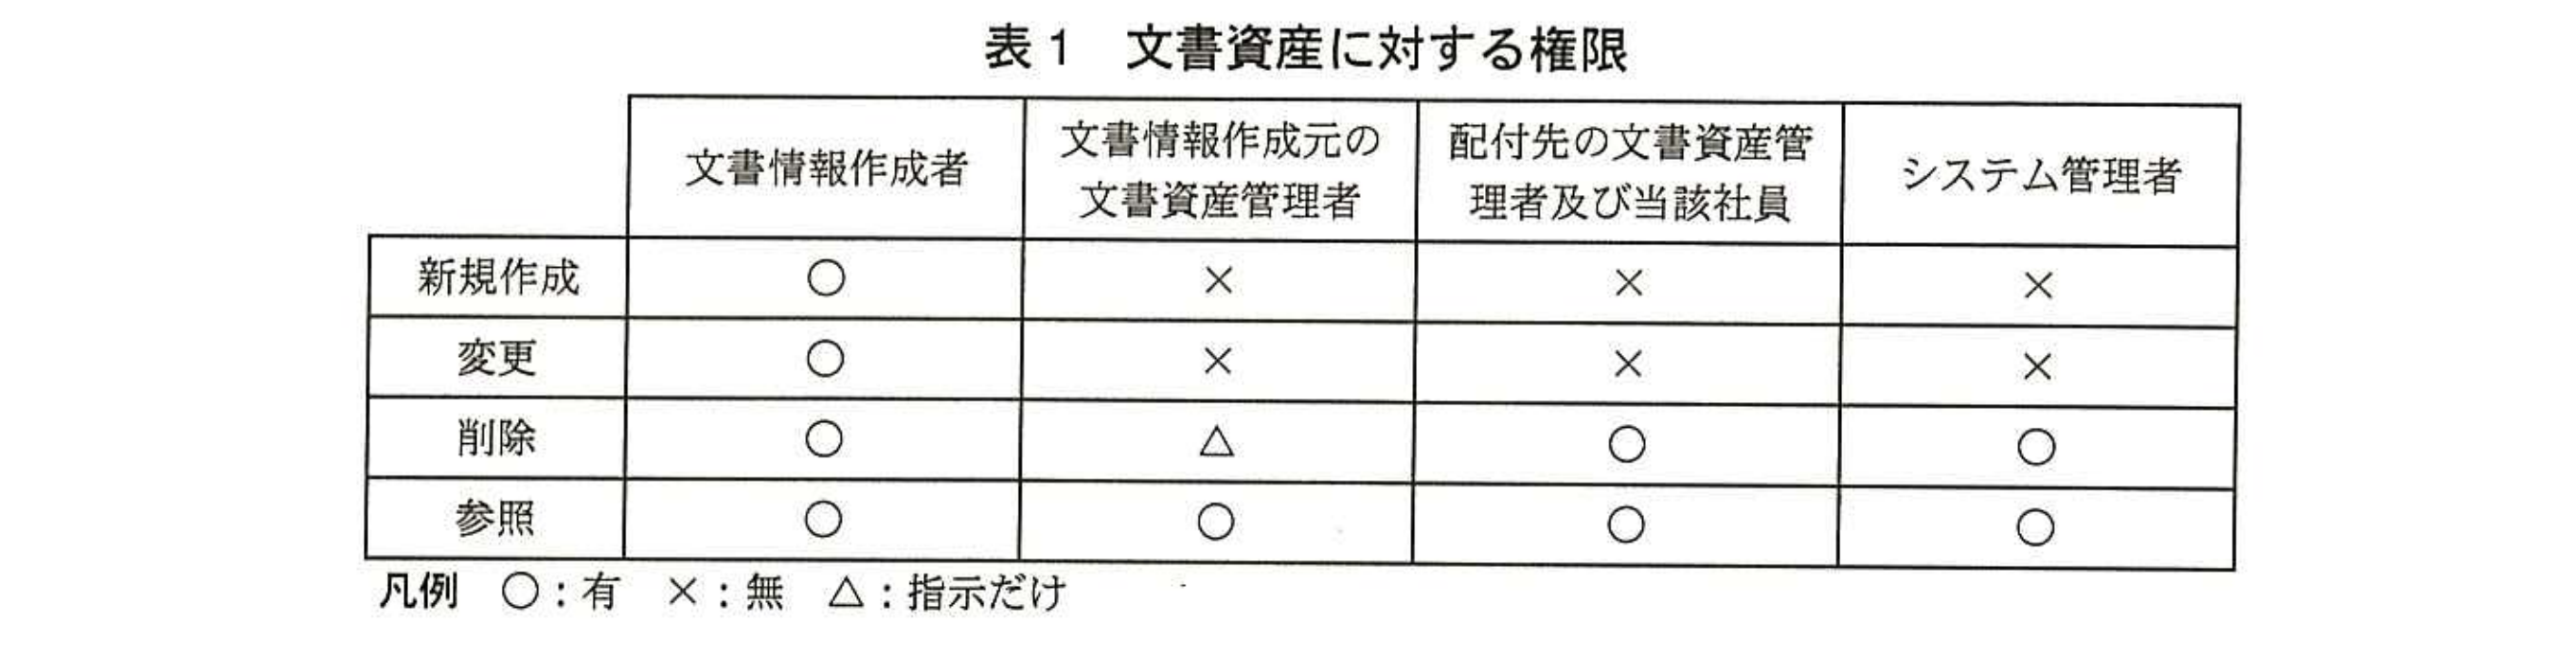 表1 文書資産に対する権限
文書情報作成者 文書情報作成元の文書資産管理者 配付先の文書資産管理者及び当該社員 システム管理者
新規作成 ○ × × ×
変更 ○ × × ×
削除 ○ △ ○ ○
参照 ○ ○ ○ ○
凡例 ○：有 ×：無 △：指示だけ